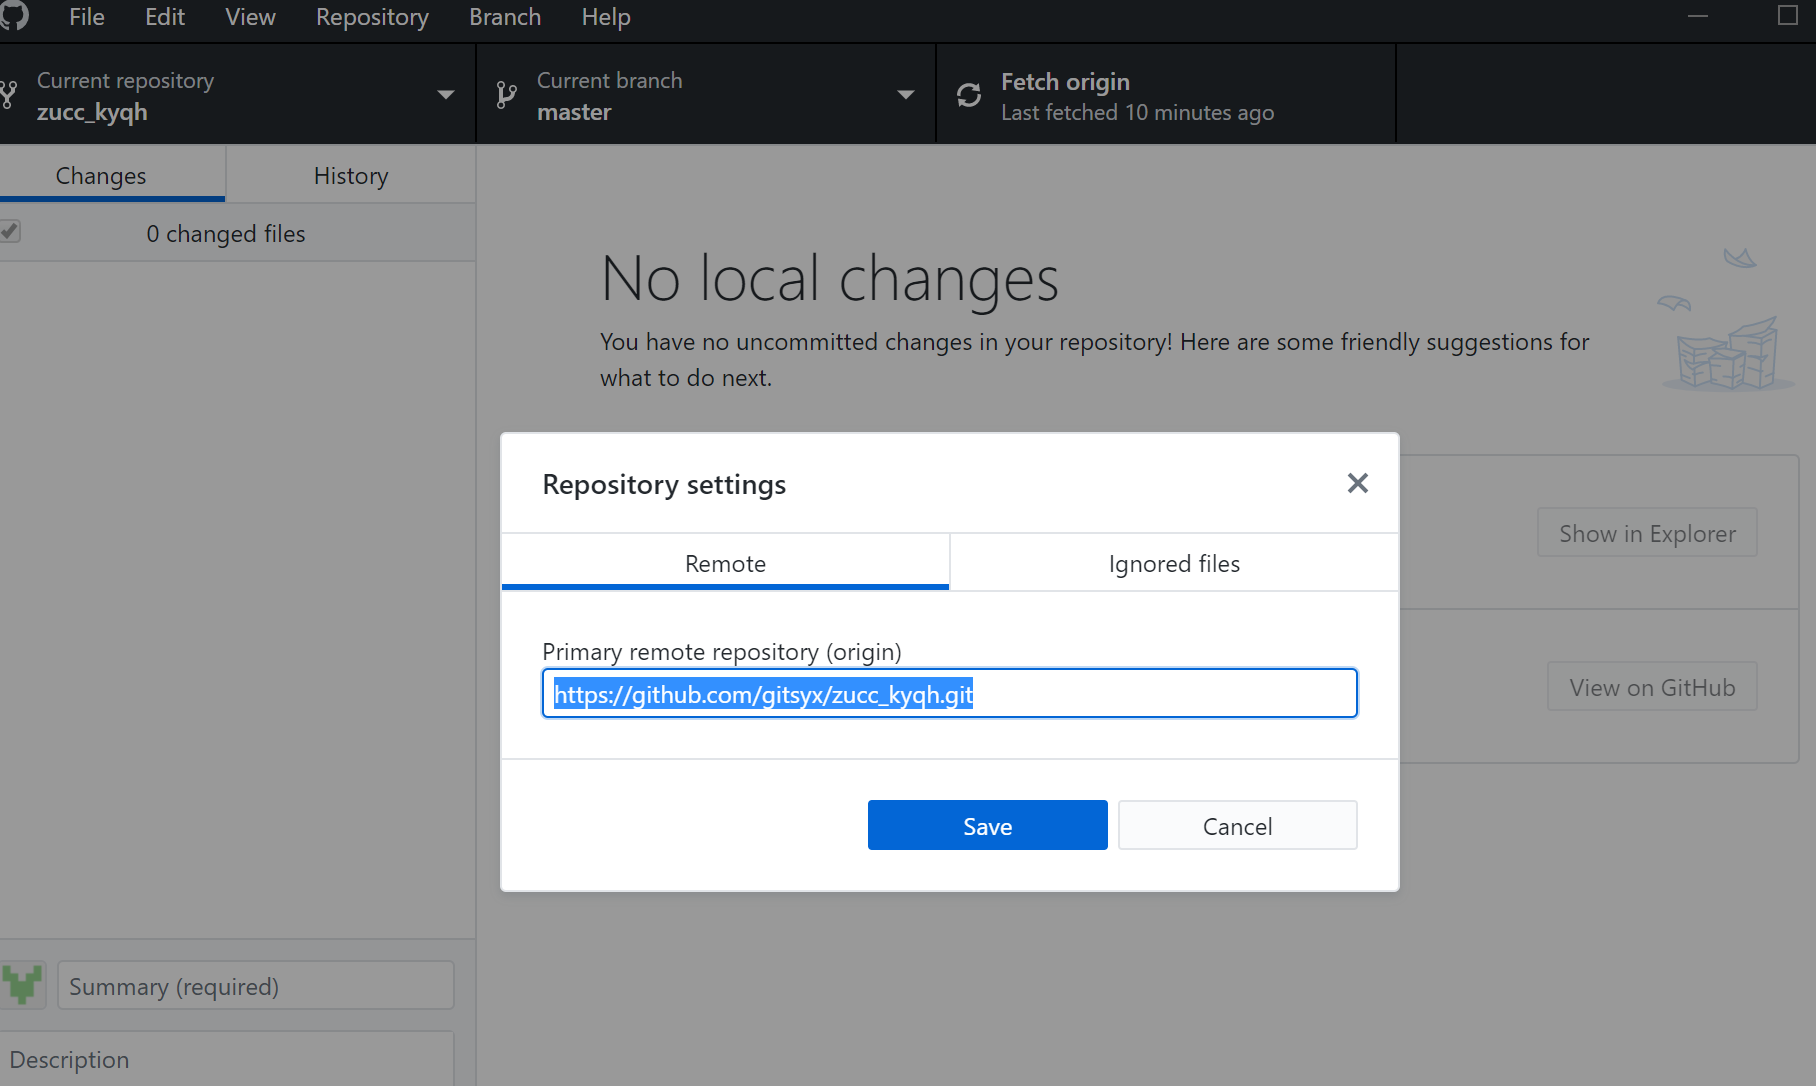 File Edit View Repository Branch Help
Current repository
zucc_kyqh
Current branch
master
Fetch origin
Last fetched 10 minutes ago
Changes History
0 changed files
No local changes
You have no uncommitted changes in your repository! Here are some friendly suggestions for
what to do next.
Repository settings
Show in Explorer
Remote Ignored files
Primary remote repository (origin)
https://github.com/gitsyx/zucc_kyqh.git
View on GitHub
Save Cancel
Summary (required)
Description